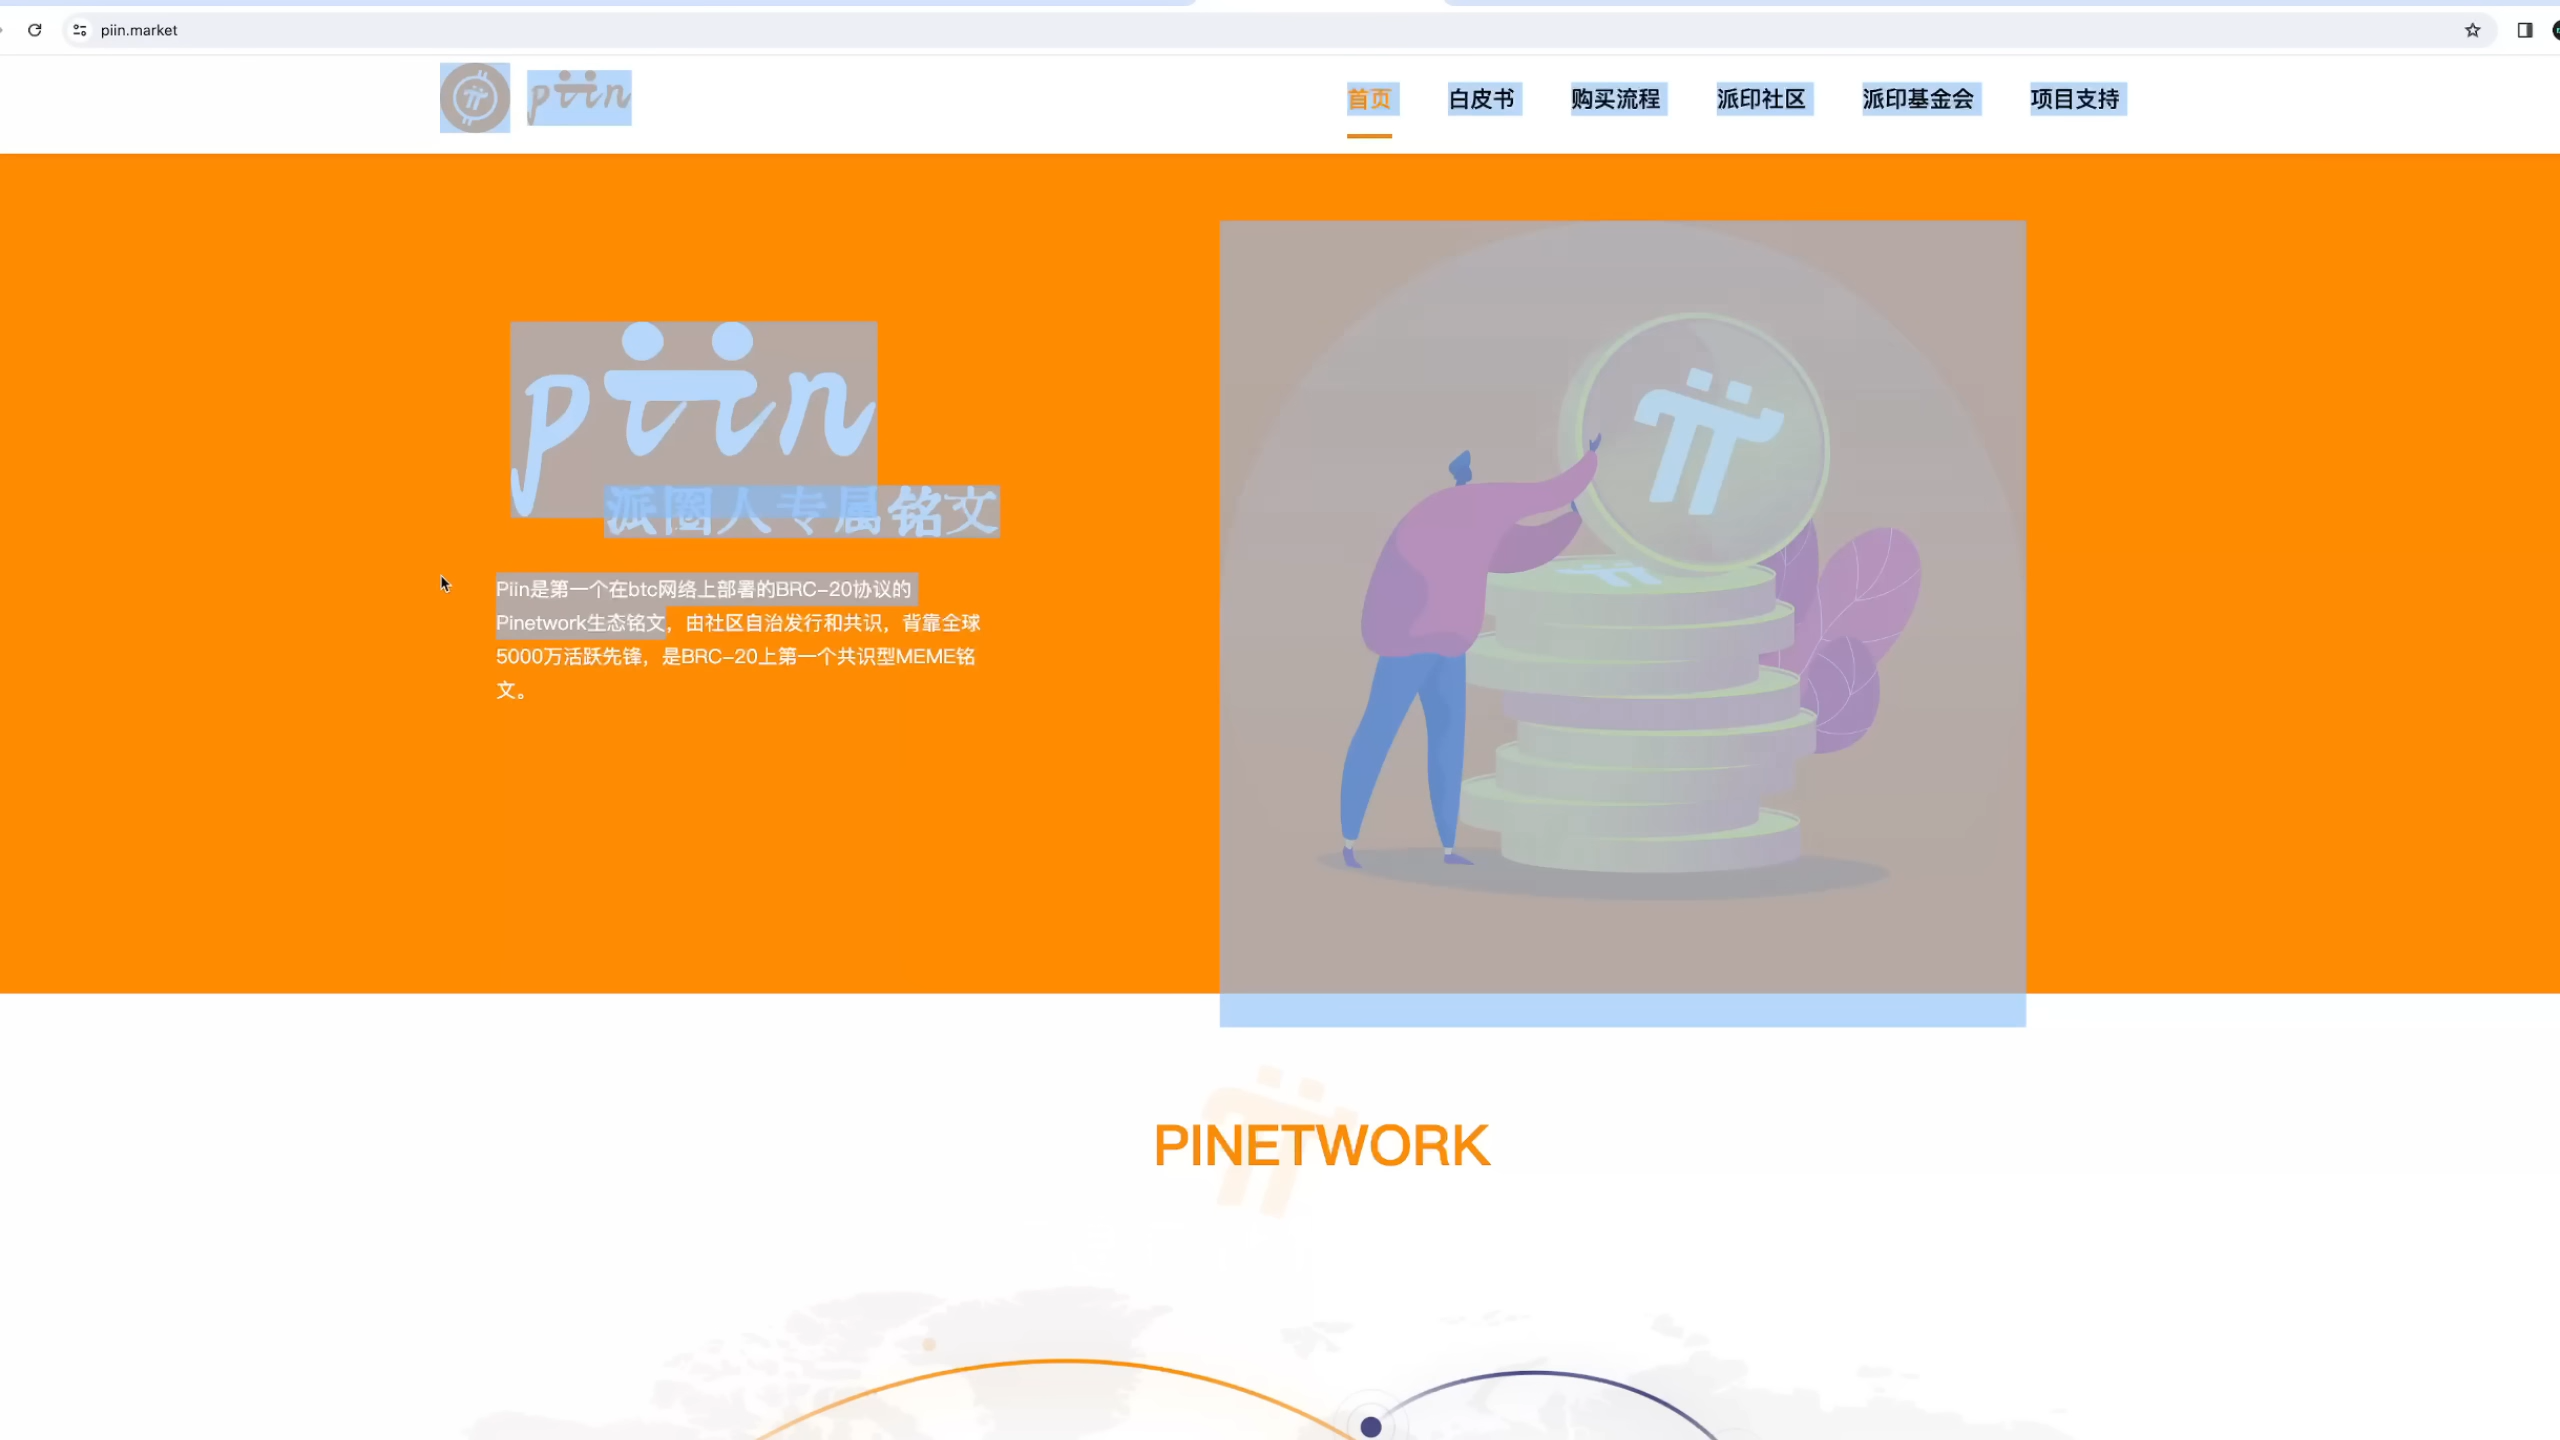 piin.market
piin
首页 白皮书 购买流程 派印社区 派印基金会 项目支持
piin
派圈人专属铭文
Piin是第一个在btc网络上部署的BRC-20协议的
Pinetwork生态铭文，由社区自治发行和共识，背靠全球
5000万活跃先锋，是BRC-20上第一个共识型MEME铭
文。
PINETWORK